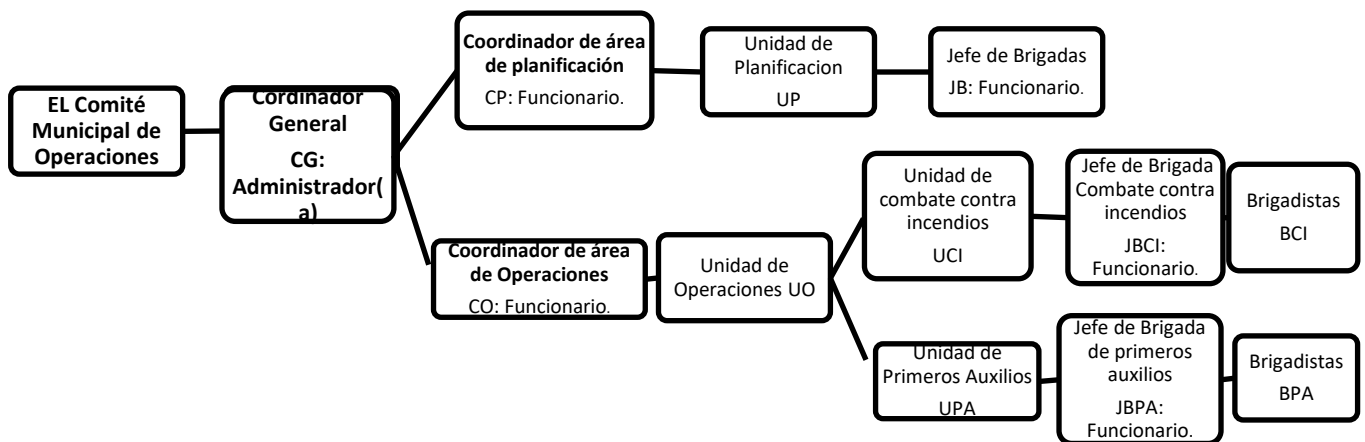 EL Comité
Municipal de
Operaciones
Cordinador
General
CG:
Administrador(
a)
Coordinador de área
de planificación
CP: Funcionario.
Unidad de
Planificacion
UP
Jefe de Brigadas
JB: Funcionario.
Coordinador de área
de Operaciones
CO: Funcionario.
Unidad de
Operaciones UO
Unidad de
combate contra
incendios
UCI
Jefe de Brigada
Combate contra
incendios
JBCI:
Funcionario.
Brigadistas
BCI
Unidad de
Primeros Auxilios
UPA
Jefe de Brigada
de primeros
auxilios
JBPA:
Funcionario.
Brigadistas
BPA